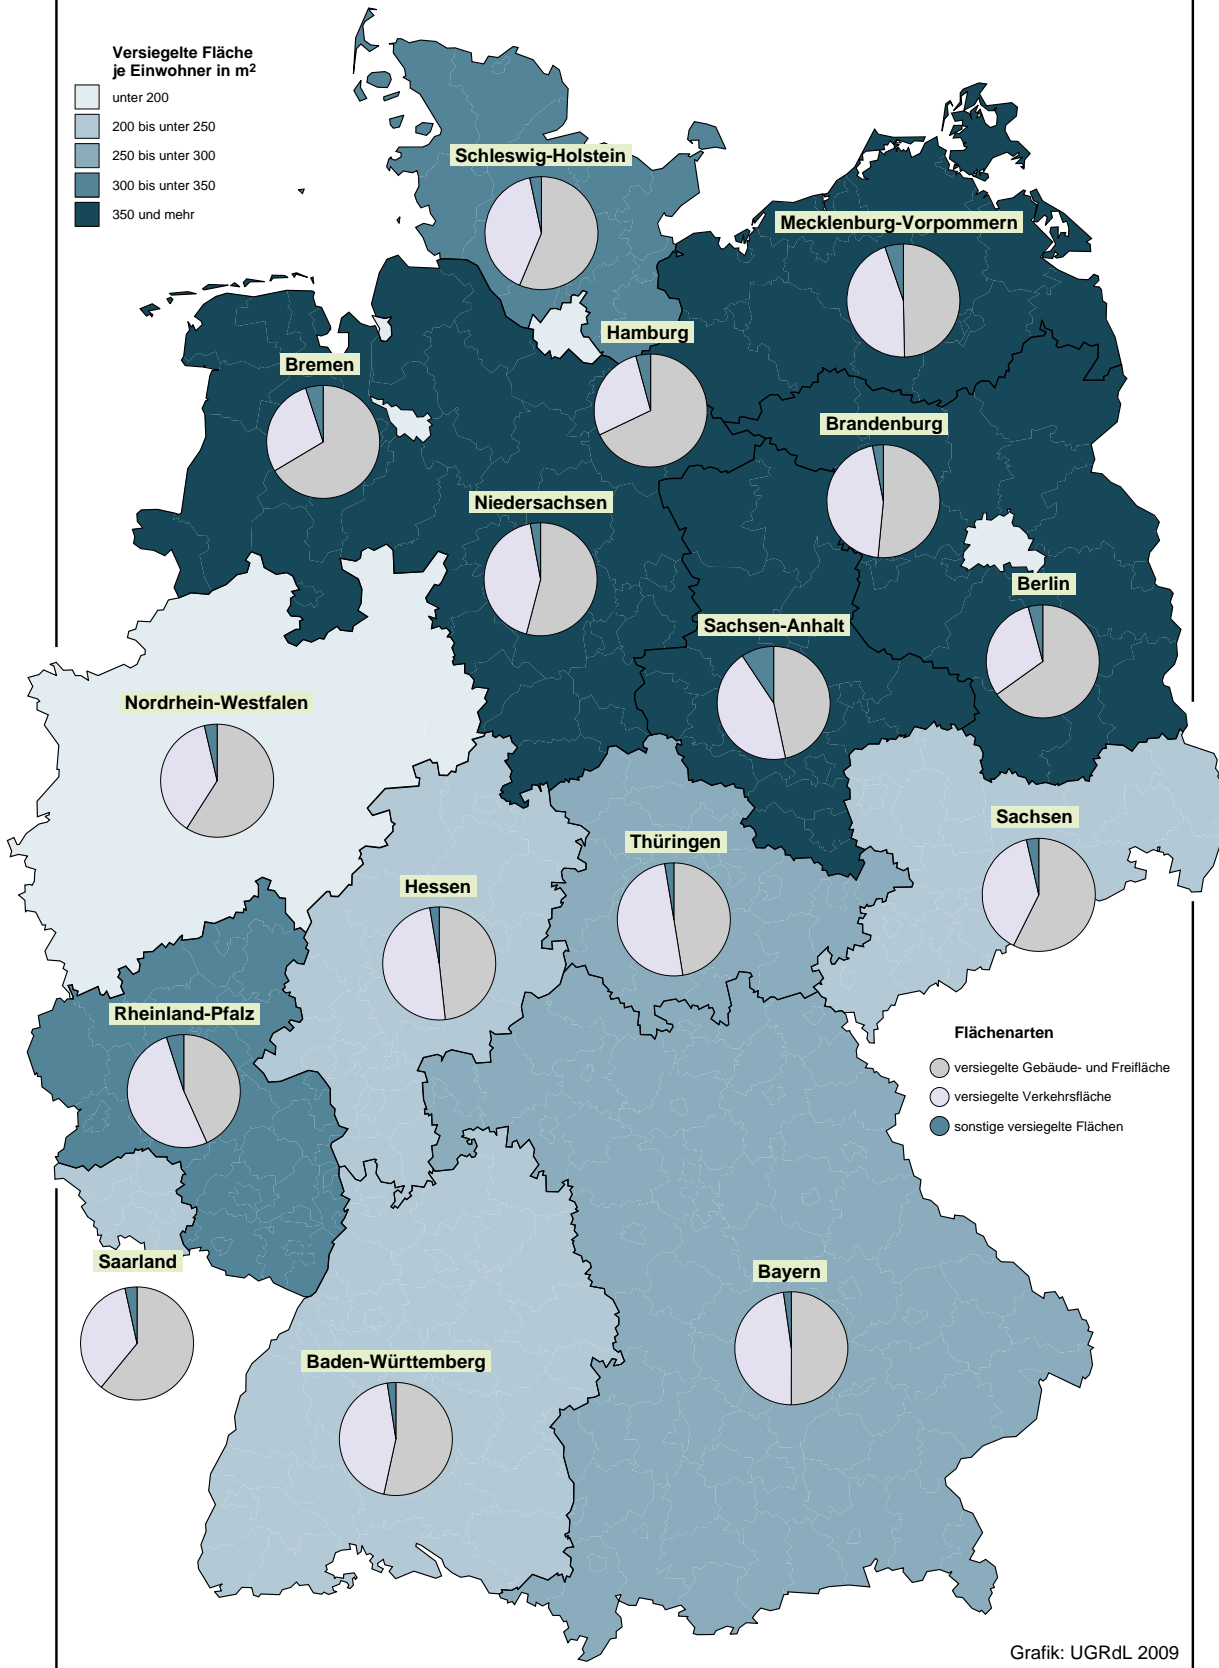 Versiegelte Fläche
je Einwohner in m²
unter 200
200 bis unter 250
250 bis unter 300
300 bis unter 350
350 und mehr
Schleswig-Holstein
Mecklenburg-Vorpommern
Hamburg
Bremen
Brandenburg
Niedersachsen
Berlin
Sachsen-Anhalt
Nordrhein-Westfalen
Sachsen
Thüringen
Hessen
Rheinland-Pfalz
Flächenarten
versiegelte Gebäude- und Freifläche
versiegelte Verkehrsfläche
sonstige versiegelte Flächen
Saarland
Bayern
Baden-Württemberg
Grafik: UGRdL 2009